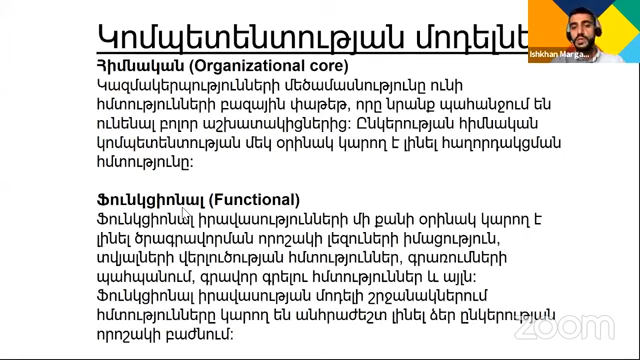 Կոմպետենտության մոդելնե
Հիմնական (Organizational core)
Կազմակերպությունների մեծամասնությունը ունի
հմտությունների բազային փաթեթ, որը նրանք պահանջում են
ունենալ բոլոր աշխատակիցներից: Ընկերության հիմնական
կոմպետենտության մեկ օրինակ կարող է լինել հաղորդակցման
հմտությունը:
Ֆունկցիոնալ (Functional)
Ֆունկցիոնալ իրավասությունների մի քանի օրինակ կարող է
լինել ծրագրավորման որոշակի լեզուների իմացություն,
տվյալների վերլուծության հմտություններ, գրառումների
պահպանում, գրավոր գրելու հմտություններ և այլն:
Ֆունկցիոնալ իրավասության մոդելի շրջանակներում
հմտությունները կարող են անհրաժեշտ լինել ձեր ընկերության
որոշակի բաժնում:
Ishkhan Marga...
zoom